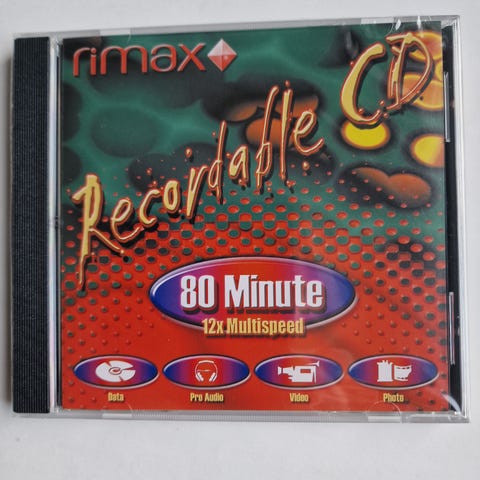 rimax
Recordable CD
80 Minute
12x Multispeed
Data Pro Audio Video Photo